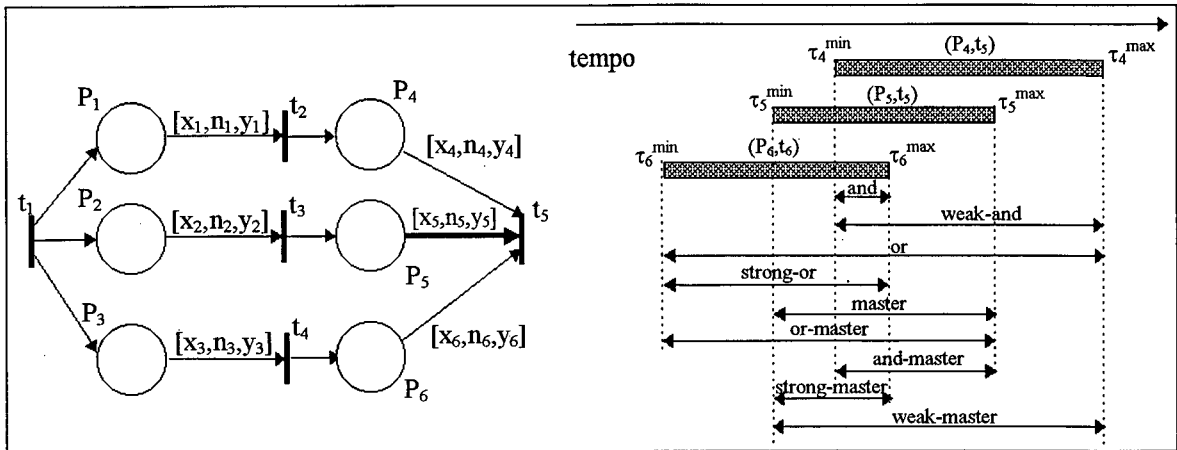 P₁
[x₁,n₁,y₁]
t₂
P₄
[x₄,n₄,y₄]
t₁
P₂
[x₂,n₂,y₂]
t₃
[x₅,n₅,y₅]
t₅
P₅
P₃
[x₃,n₃,y₃]
t₄
[x₆,n₆,y₆]
P₆
tempo
τ₄ᵐⁱⁿ (P₄,t₅) τ₄ᵐᵃˣ
τ₅ᵐⁱⁿ (P₅,t₅) τ₅ᵐᵃˣ
τ₆ᵐⁱⁿ (P₆,t₆) τ₆ᵐᵃˣ
and
weak-and
or
strong-or
master
or-master
and-master
strong-master
weak-master